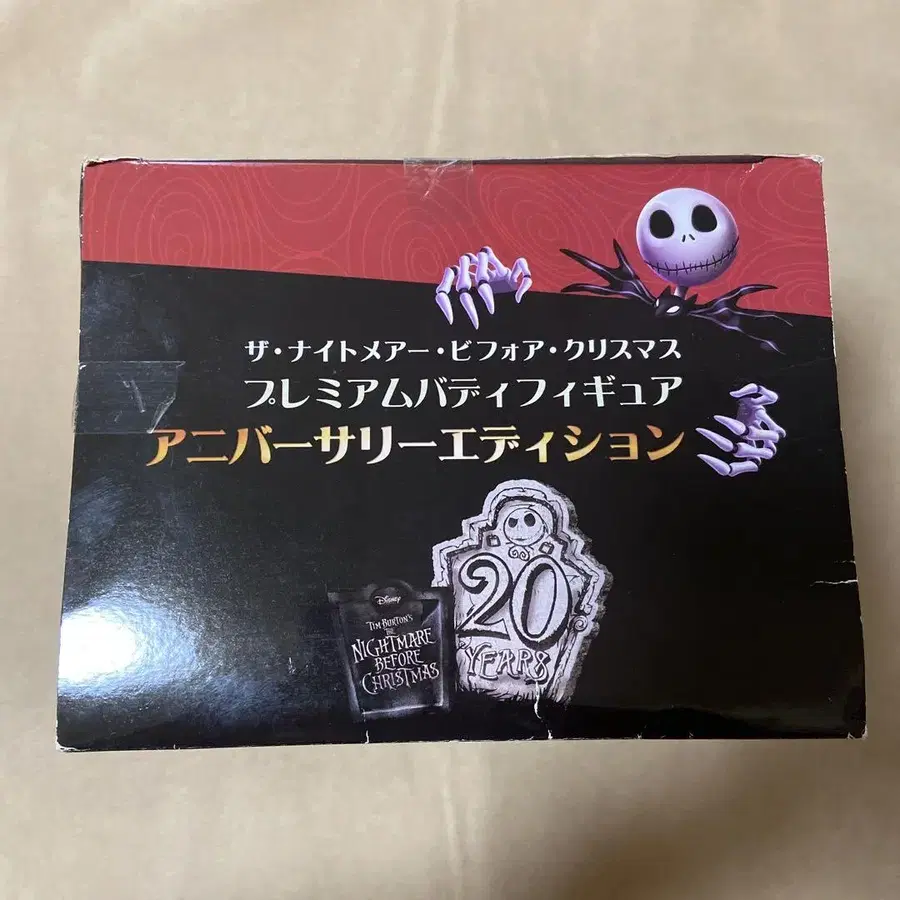 ザ・ナイトメアー・ビフォア・クリスマス
プレミアムバディフィギュア
アニバーサリーエディション
20
YEARS
Disney
TIM BURTON'S
THE
NIGHTMARE
BEFORE
CHRISTMAS